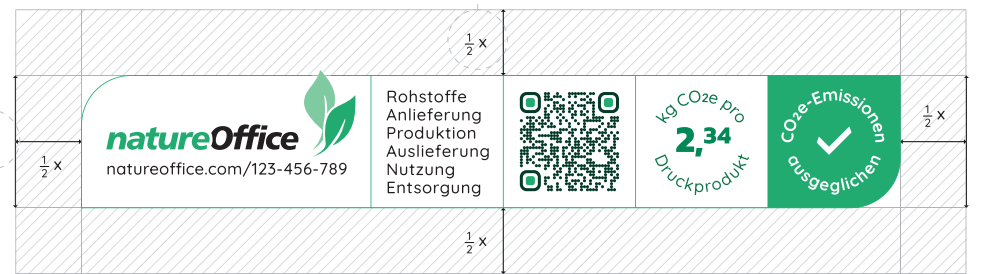 1/2 x
natureOffice
natureoffice.com/123-456-789
Rohstoffe
Anlieferung
Produktion
Auslieferung
Nutzung
Entsorgung
kg CO2e pro
2,34
Druckprodukt
CO2e-Emissionen
ausgeglichen
1/2 x
1/2 x
1/2 x